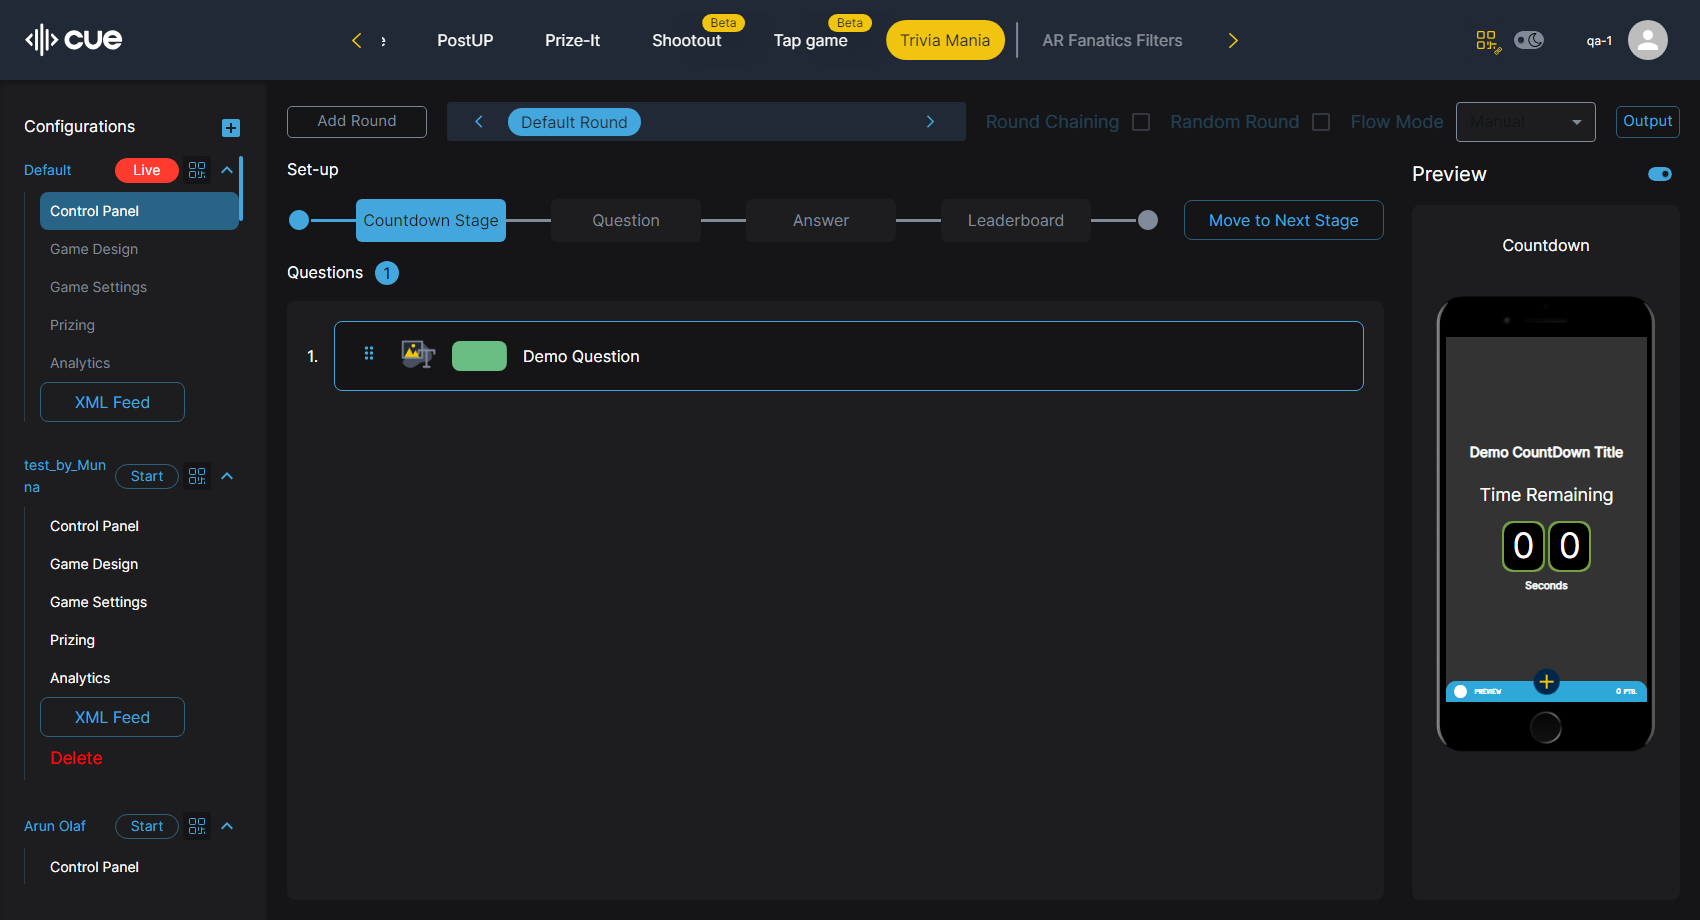 cue
e
PostUP
Prize-It
Beta
Shootout
Beta
Tap game
Trivia Mania
AR Fanatics Filters
qa-1
Configurations
Default
Live
Control Panel
Game Design
Game Settings
Prizing
Analytics
XML Feed
test_by_Mun
na
Start
Control Panel
Game Design
Game Settings
Prizing
Analytics
XML Feed
Delete
Arun Olaf
Start
Control Panel
Add Round
Default Round
Round Chaining
Random Round
Flow Mode
Manual
Output
Set-up
Countdown Stage
Question
Answer
Leaderboard
Move to Next Stage
Questions 1
1.
Demo Question
Preview
Countdown
Demo CountDown Title
Time Remaining
0 0
Seconds
PREVIEW
0 PTS.